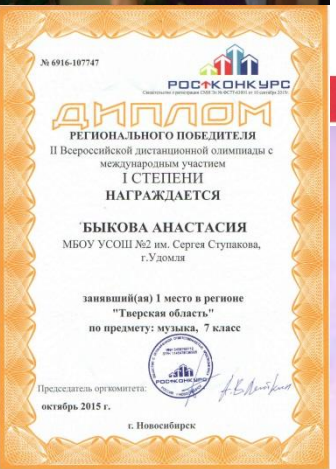 № 6916-107747
РОСТКОНКУРС
ДИПЛОМ
РЕГИОНАЛЬНОГО ПОБЕДИТЕЛЯ
II Всероссийской дистанционной олимпиады с
международным участием
I СТЕПЕНИ
НАГРАЖДАЕТСЯ
БЫКОВА АНАСТАСИЯ
МБОУ УСОШ №2 им. Сергея Ступакова,
г.Удомля
занявший(ая) 1 место в регионе
"Тверская область"
по предмету: музыка, 7 класс
РОСТКОНКУРС
Председатель оргкомитета:
октябрь 2015 г.
г. Новосибирск